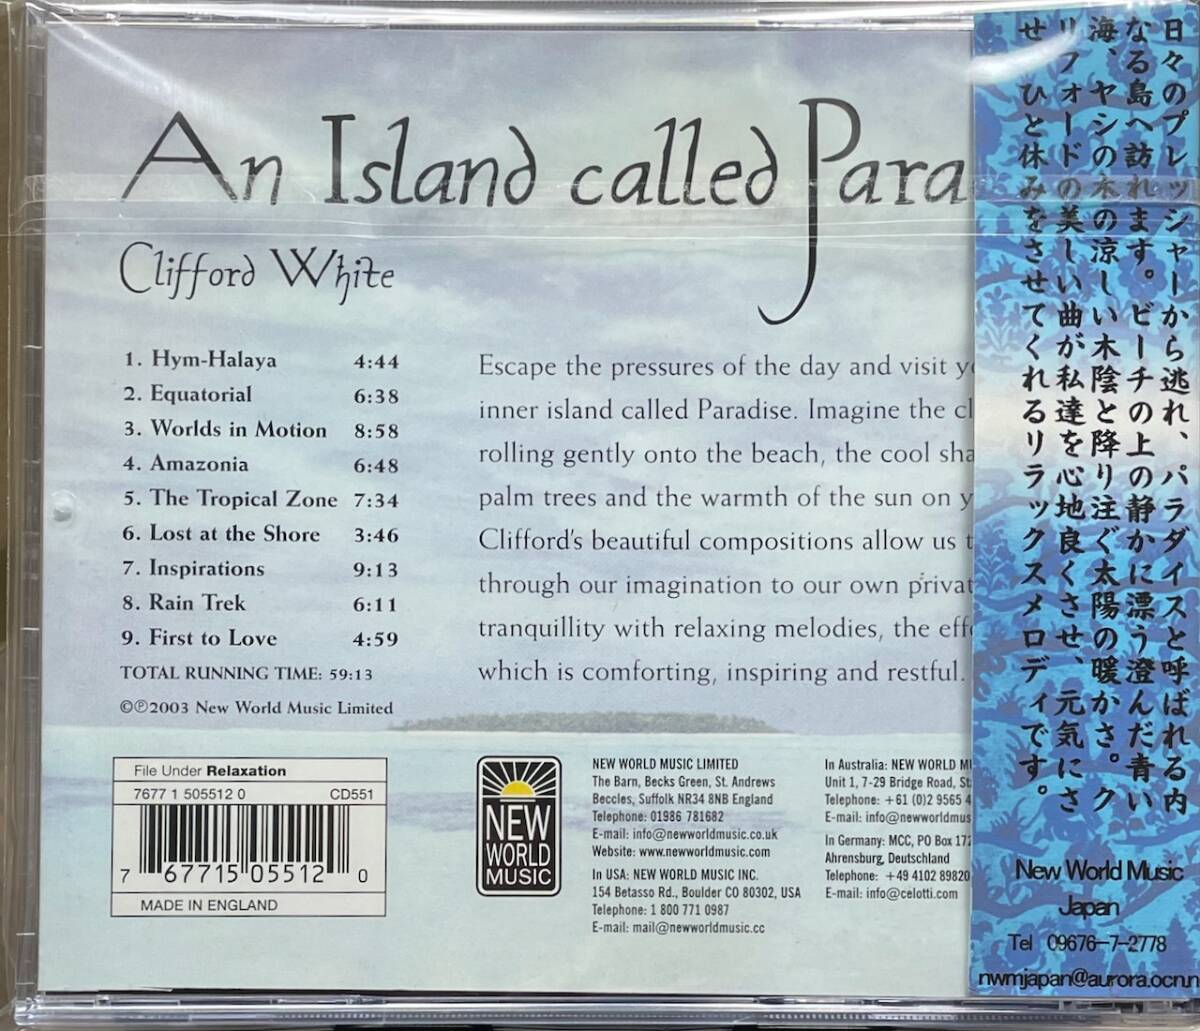 An Island called Para
Clifford White
1. Hym-Halaya 4:44
2. Equatorial 6:38
3. Worlds in Motion 8:58
4. Amazonia 6:48
5. The Tropical Zone 7:34
6. Lost at the Shore 3:46
7. Inspirations 9:13
8. Rain Trek 6:11
9. First to Love 4:59
TOTAL RUNNING TIME: 59:13
©℗2003 New World Music Limited
Escape the pressures of the day and visit y
inner island called Paradise. Imagine the cl
rolling gently onto the beach, the cool sha
palm trees and the warmth of the sun on y
Clifford's beautiful compositions allow us t
through our imagination to our own privat
tranquillity with relaxing melodies, the effe
which is comforting, inspiring and restful.
File Under Relaxation
7677 1 505512 0 CD551
7 67715 05512 0
MADE IN ENGLAND
NEW
WORLD
MUSIC
NEW WORLD MUSIC LIMITED
The Barn, Becks Green, St. Andrews
Beccles, Suffolk NR34 8NB England
Telephone: 01986 781682
E-mail: info@newworldmusic.co.uk
Website: www.newworldmusic.com
In USA: NEW WORLD MUSIC INC.
154 Betasso Rd., Boulder CO 80302, USA
Telephone: 1 800 771 0987
E-mail: mail@newworldmusic.cc
In Australia: NEW WORLD M
Unit 1, 7-29 Bridge Road, St
Telephone: +61 (0)2 9565 4
E-mail: info@newworldmus
In Germany: MCC, PO Box 172
Ahrensburg, Deutschland
Telephone: +49 4102 89820
E-mail: info@celotti.com
日々のプレッシャーから逃れ、パラダイスと呼ばれる内
なる島へ訪れます。ビーチの上の静かに漂う澄んだ青い
海、ヤシの木の涼しい木陰と降り注ぐ太陽の暖かさ。ク
リフォードの美しい曲が私達を心地良くさせ、元気にさ
せ ひと休みをさせてくれるリラックスメロディです。
New World Music
Japan
Tel 09676-7-2778
nwmjapan@aurora.ocn.n